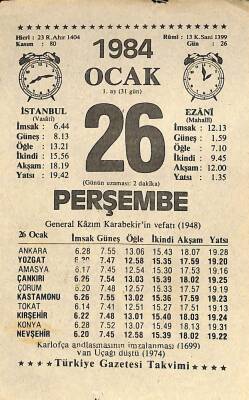 Hicri : 23 R.Ahır 1404
Kasım : 80
1984
Rûmî : 13 K.Sani 1399
Gün : 26
OCAK
1. ay (31 gün)
İSTANBUL
(Vasâtî)
İmsak : 6.44
Güneş : 8.13
Öğle : 13.21
İkindi : 15.56
Akşam : 18.19
Yatsı : 19.42
26
EZÂNİ
(Mahallî)
İmsak : 12.13
Güneş : 1.59
Öğle : 7.10
İkindi : 9.45
Akşam : 12.00
Yatsı : 1.35
(Günün uzaması: 2 dakika)
PERŞEMBE
General Kâzım Karabekir'in vefatı (1948)
26 Ocak İmsak Güneş Öğle İkindi Akşam Yatsı
ANKARA 6.28 7.55 13.06 15.43 18.07 19.28
YOZGAT 6.20 7.47 12.58 15.35 17.59 19.20
AMASYA 6.17 7.45 12.54 15.30 17.53 19.16
ÇANKIRI 6.25 7.54 13.03 15.39 18.02 19.25
ÇORUM 6.20 7.48 12.57 15.33 17.57 19.19
KASTAMONU 6.26 7.55 13.02 15.36 17.59 19.23
TOKAT 6.14 7.41 12.51 15.27 17.51 19.13
KIRŞEHİR 6.22 7.48 13.01 15.40 18.03 19.24
KONYA 6.28 7.52 13.07 15.49 18.13 19.31
NEVŞEHİR 6.20 7.45 12.58 15.39 18.02 19.22
Karlofça andlaşmasının imzalanması (1699)
van Uçağı düştü (1974)
Türkiye Gazetesi Takvimi